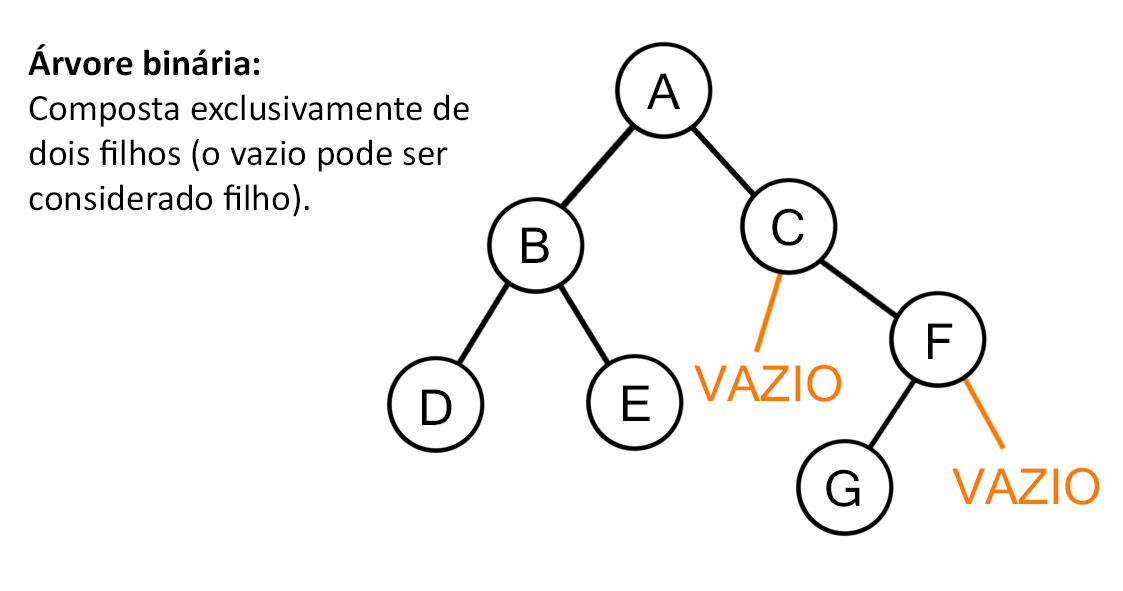 Árvore binária:
Composta exclusivamente de
dois filhos (o vazio pode ser
considerado filho).
A
B
C
D
E
VAZIO
F
G
VAZIO